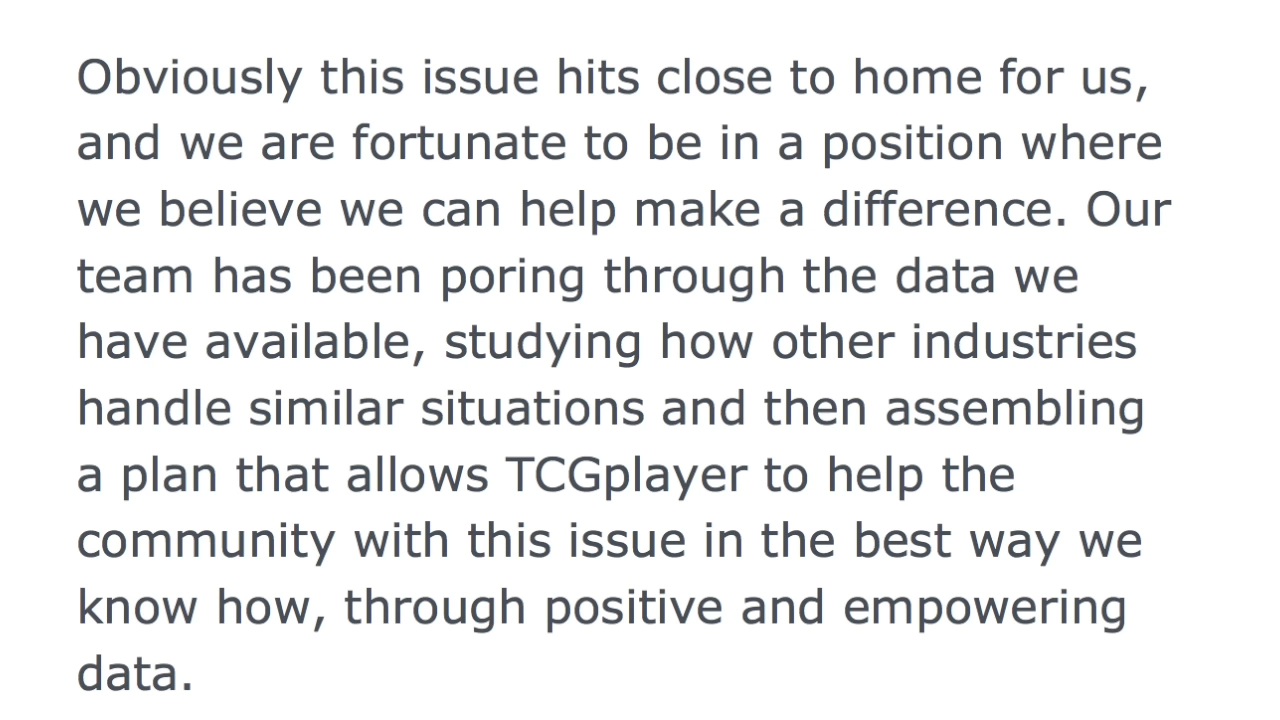 Obviously this issue hits close to home for us,
and we are fortunate to be in a position where
we believe we can help make a difference. Our
team has been poring through the data we
have available, studying how other industries
handle similar situations and then assembling
a plan that allows TCGplayer to help the
community with this issue in the best way we
know how, through positive and empowering
data.